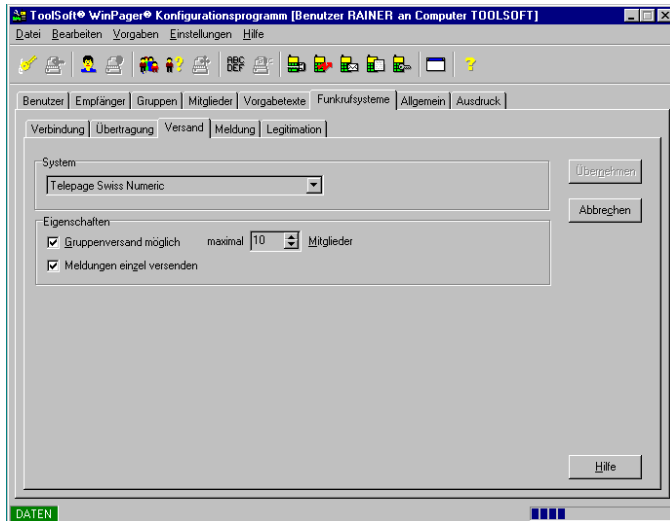 ToolSoft® WinPager® Konfigurationsprogramm [Benutzer RAINER an Computer TOOLSOFT]
Datei Bearbeiten Vorgaben Einstellungen Hilfe
ABC
DEF
Benutzer Empfänger Gruppen Mitglieder Vorgabetexte Funkrufsysteme Allgemein Ausdruck
Verbindung Übertragung Versand Meldung Legitimation
System
Telepage Swiss Numeric
Übernehmen
Abbrechen
Eigenschaften
Gruppenversand möglich maximal 10 Mitglieder
Meldungen einzel versenden
Hilfe
DATEN